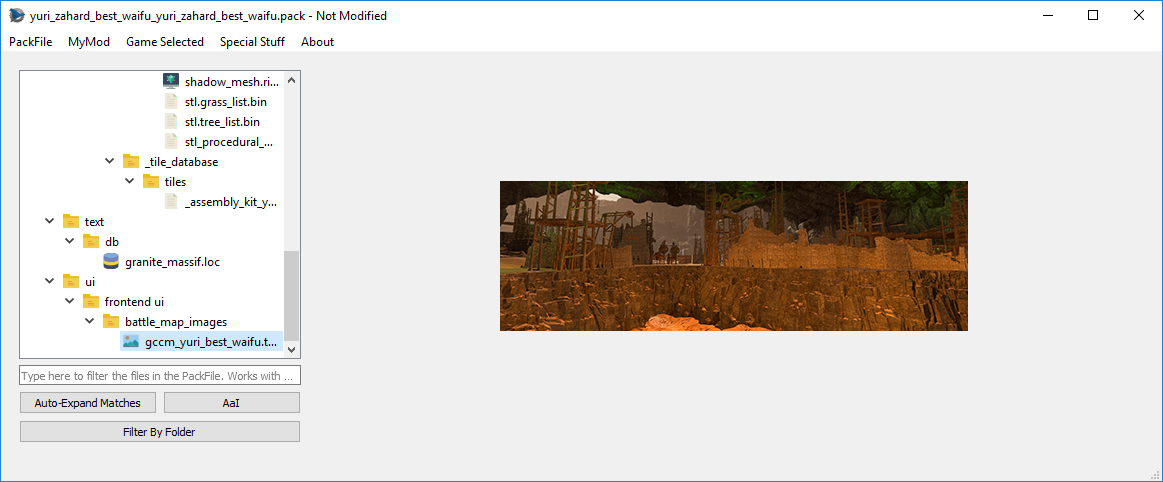 yuri_zahard_best_waifu_yuri_zahard_best_waifu.pack - Not Modified
PackFile MyMod Game Selected Special Stuff About
shadow_mesh.ri...
stl.grass_list.bin
stl.tree_list.bin
stl_procedural_...
_tile_database
tiles
_assembly_kit_y...
text
db
granite_massif.loc
ui
frontend ui
battle_map_images
gccm_yuri_best_waifu.t...
Type here to filter the files in the PackFile. Works with ...
Auto-Expand Matches AaI
Filter By Folder